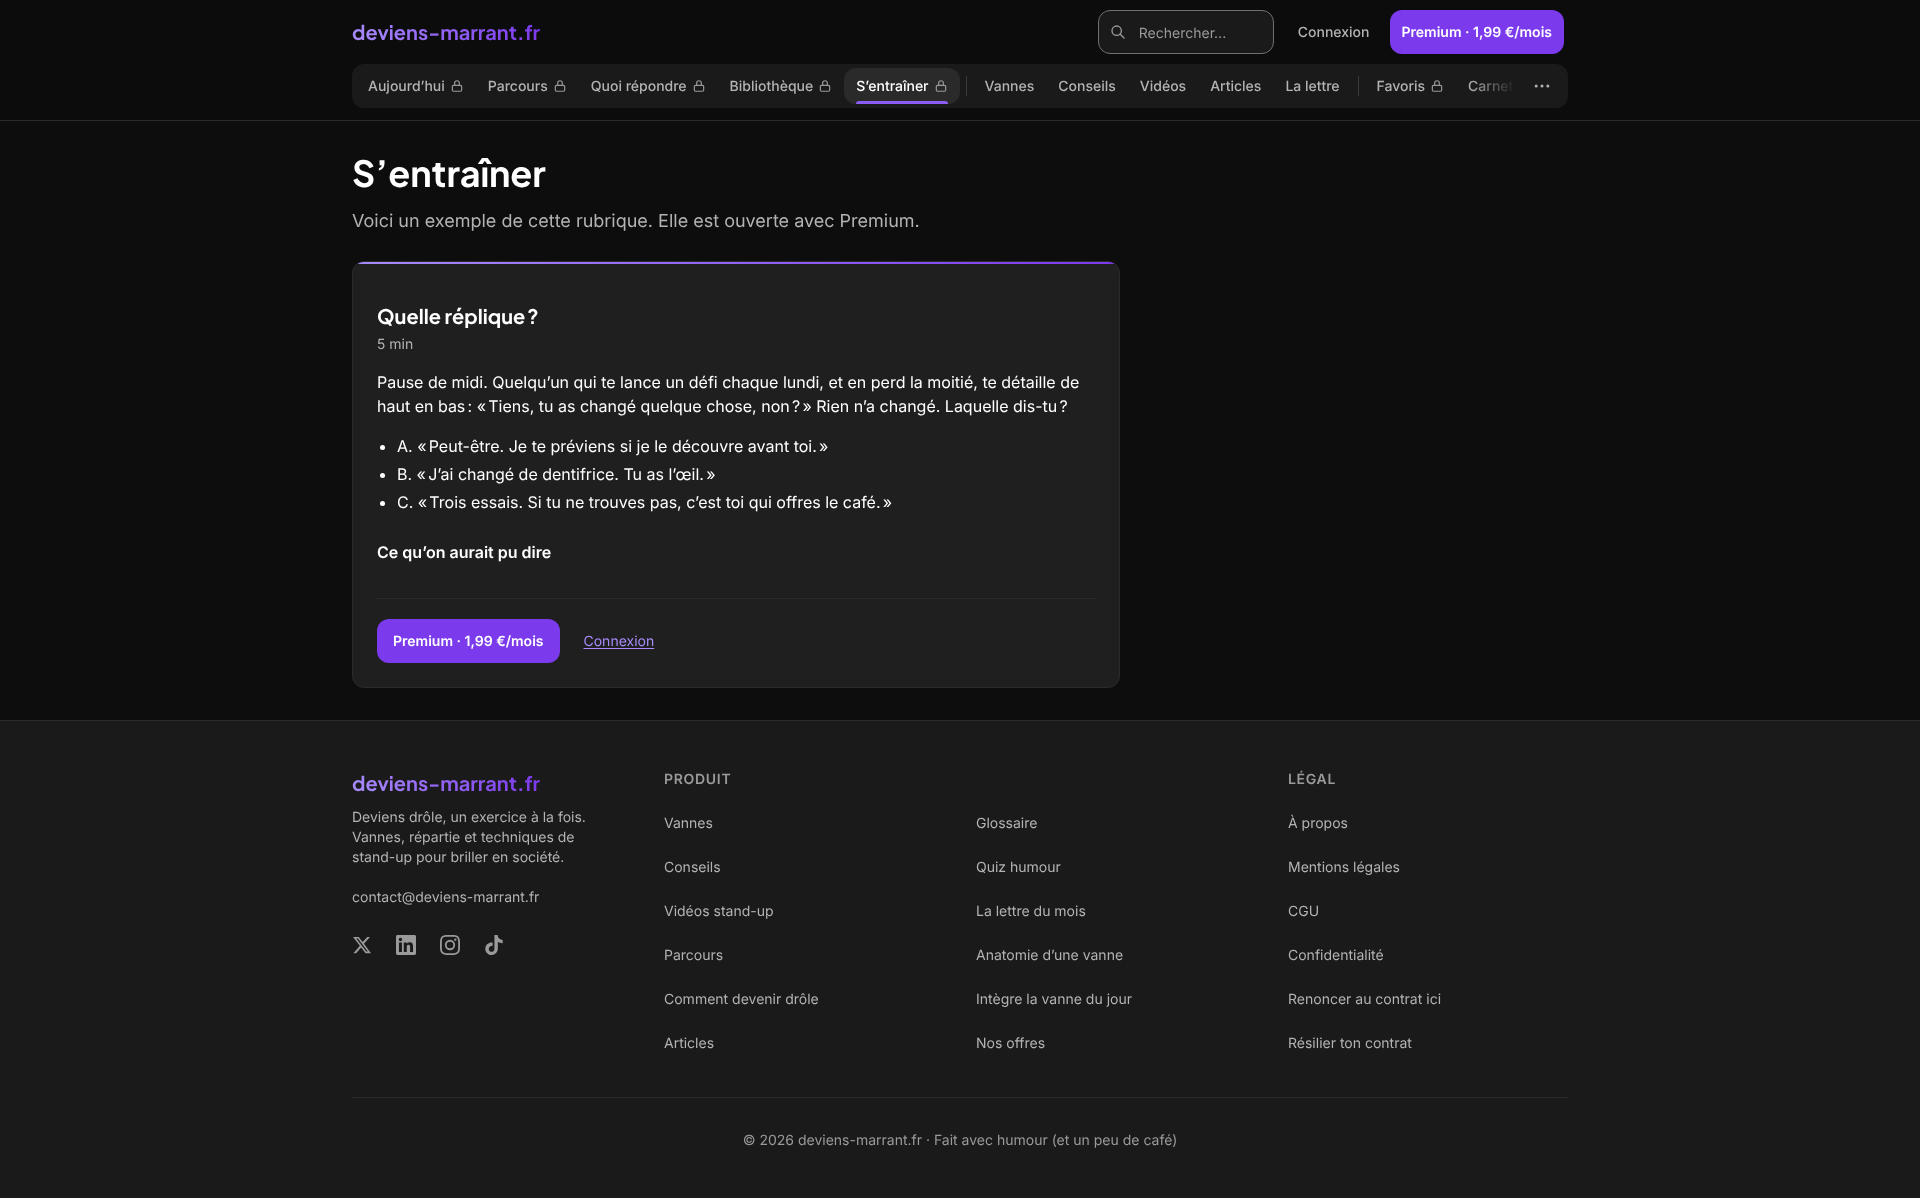 deviens-marrant.fr
Rechercher...
Connexion
Premium · 1,99 €/mois
Aujourd’hui
Parcours
Quoi répondre
Bibliothèque
S’entraîner
Vannes
Conseils
Vidéos
Articles
La lettre
Favoris
Carnet
S’entraîner
Voici un exemple de cette rubrique. Elle est ouverte avec Premium.
Quelle réplique ?
5 min
Pause de midi. Quelqu’un qui te lance un défi chaque lundi, et en perd la moitié, te détaille de
haut en bas : « Tiens, tu as changé quelque chose, non ? » Rien n’a changé. Laquelle dis-tu ?
A. « Peut-être. Je te préviens si je le découvre avant toi. »
B. « J’ai changé de dentifrice. Tu as l’œil. »
C. « Trois essais. Si tu ne trouves pas, c’est toi qui offres le café. »
Ce qu’on aurait pu dire
Premium · 1,99 €/mois
Connexion
deviens-marrant.fr
Deviens drôle, un exercice à la fois.
Vannes, répartie et techniques de
stand-up pour briller en société.
contact@deviens-marrant.fr
PRODUIT
Vannes
Conseils
Vidéos stand-up
Parcours
Comment devenir drôle
Articles
Glossaire
Quiz humour
La lettre du mois
Anatomie d’une vanne
Intègre la vanne du jour
Nos offres
LÉGAL
À propos
Mentions légales
CGU
Confidentialité
Renoncer au contrat ici
Résilier ton contrat
© 2026 deviens-marrant.fr · Fait avec humour (et un peu de café)